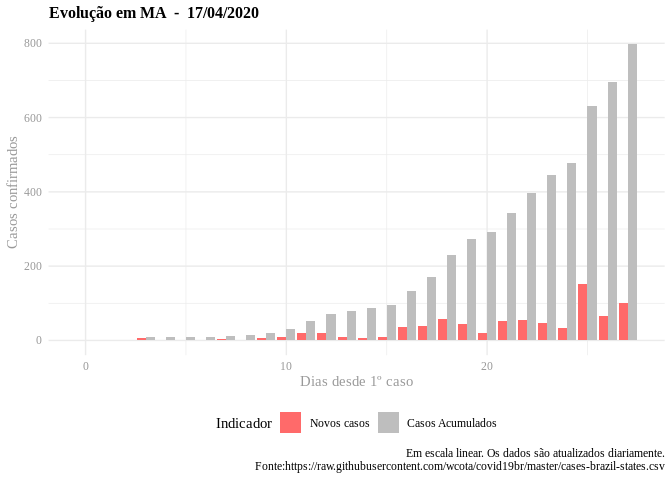 Evolução em MA  -  17/04/2020
Casos confirmados
800
600
400
200
0
0 10 20
Dias desde 1º caso
Indicador Novos casos Casos Acumulados
Em escala linear. Os dados são atualizados diariamente.
Fonte:https://raw.githubusercontent.com/wcota/covid19br/master/cases-brazil-states.csv